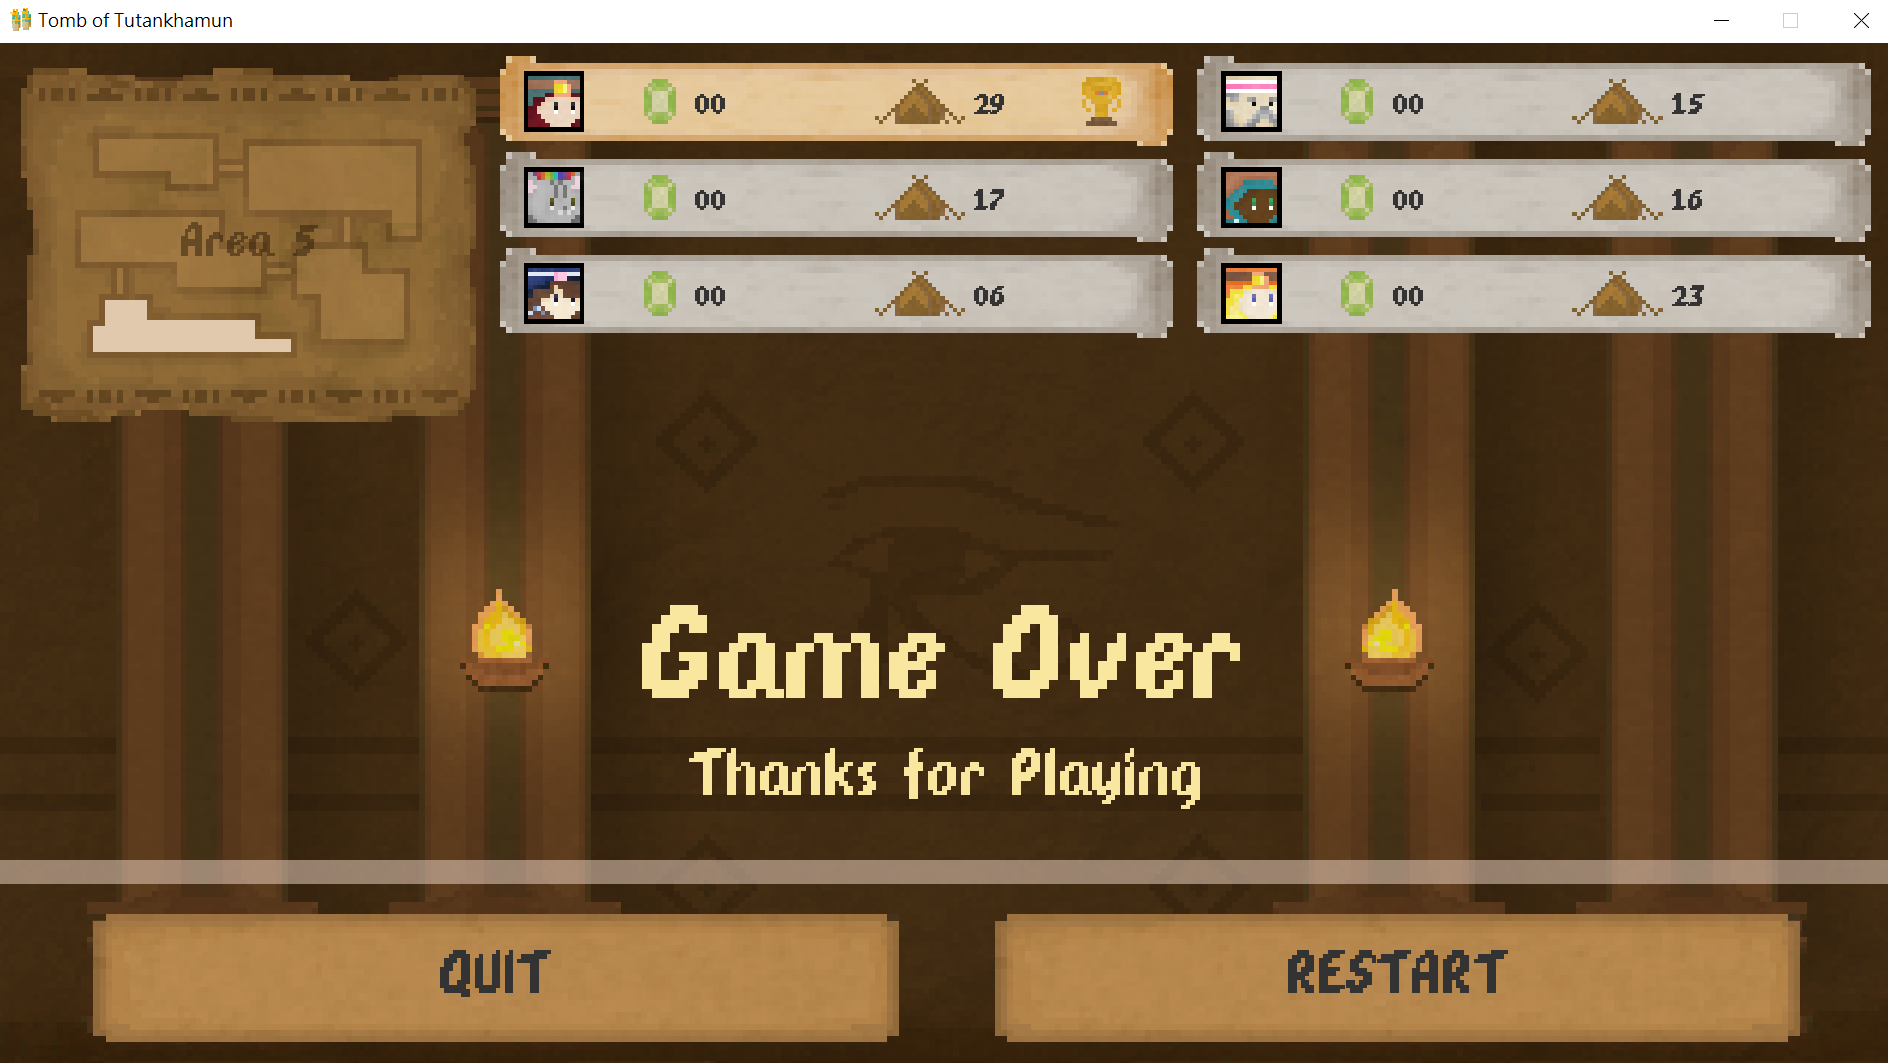 Tomb of Tutankhamun
00 29
00 15
00 17
00 16
00 06
00 23
Area 5
Game Over
Thanks for Playing
QUIT
RESTART